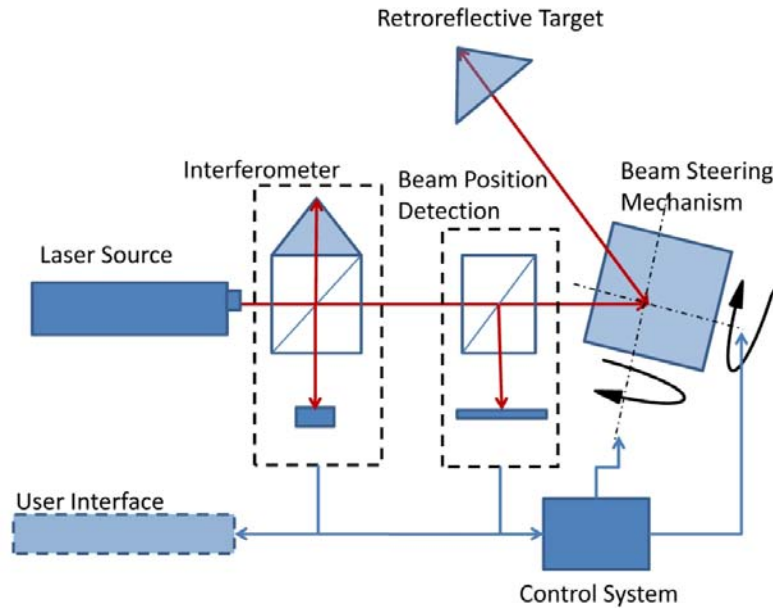 Retroreflective Target
Interferometer
Beam Position
Detection
Beam Steering
Mechanism
Laser Source
User Interface
Control System